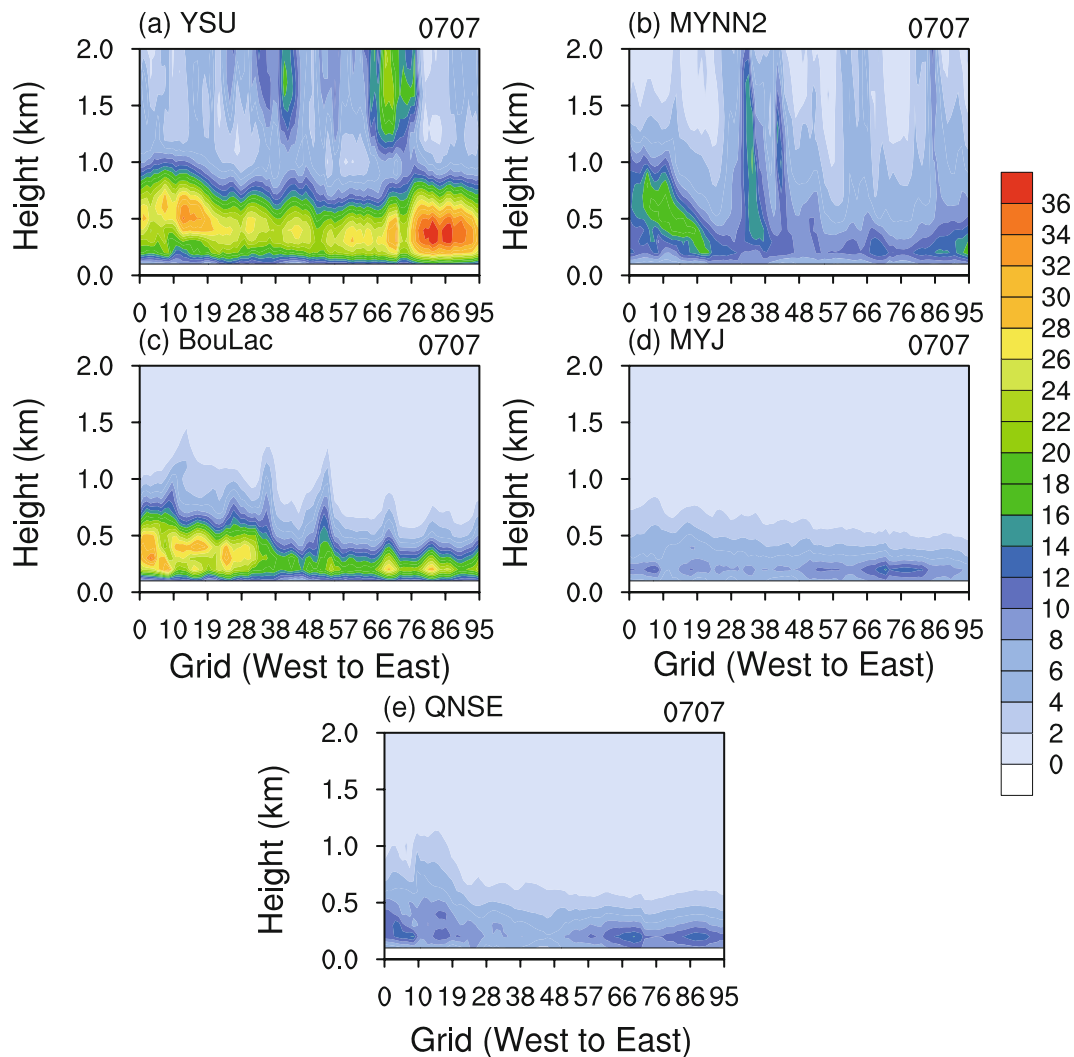 (a) YSU 0707
(b) MYNN2 0707
Height (km)
2.0
1.5
1.0
0.5
0.0
0 10 19 28 38 48 57 66 76 86 95
Height (km)
2.0
1.5
1.0
0.5
0.0
0 10 19 28 38 48 57 66 76 86 95
(c) BouLac 0707
(d) MYJ 0707
Height (km)
2.0
1.5
1.0
0.5
0.0
0 10 19 28 38 48 57 66 76 86 95
Grid (West to East)
Height (km)
2.0
1.5
1.0
0.5
0.0
0 10 19 28 38 48 57 66 76 86 95
Grid (West to East)
(e) QNSE 0707
Height (km)
2.0
1.5
1.0
0.5
0.0
0 10 19 28 38 48 57 66 76 86 95
Grid (West to East)
36
34
32
30
28
26
24
22
20
18
16
14
12
10
8
6
4
2
0